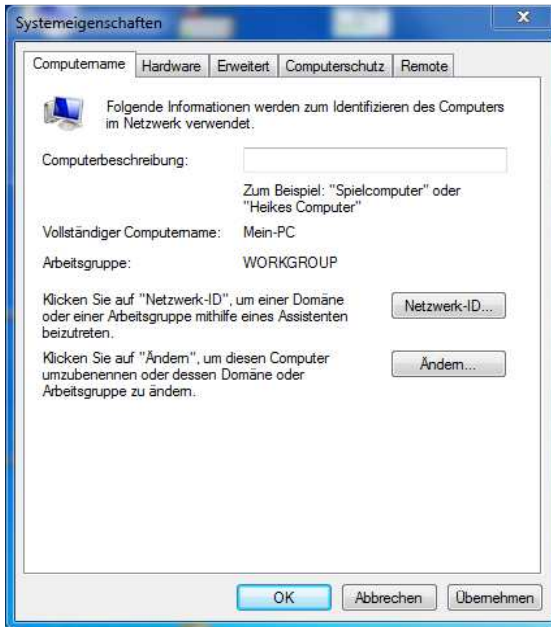 Systemeigenschaften
Computername Hardware Erweitert Computerschutz Remote
Folgende Informationen werden zum Identifizieren des Computers
im Netzwerk verwendet.
Computerbeschreibung:
Zum Beispiel: "Spielcomputer" oder
"Heikes Computer"
Vollständiger Computername: Mein-PC
Arbeitsgruppe: WORKGROUP
Klicken Sie auf "Netzwerk-ID", um einer Domäne
oder einer Arbeitsgruppe mithilfe eines Assistenten
beizutreten.
Netzwerk-ID...
Klicken Sie auf "Ändern", um diesen Computer
umzubenennen oder dessen Domäne oder
Arbeitsgruppe zu ändern.
Ändern...
OK Abbrechen Übernehmen